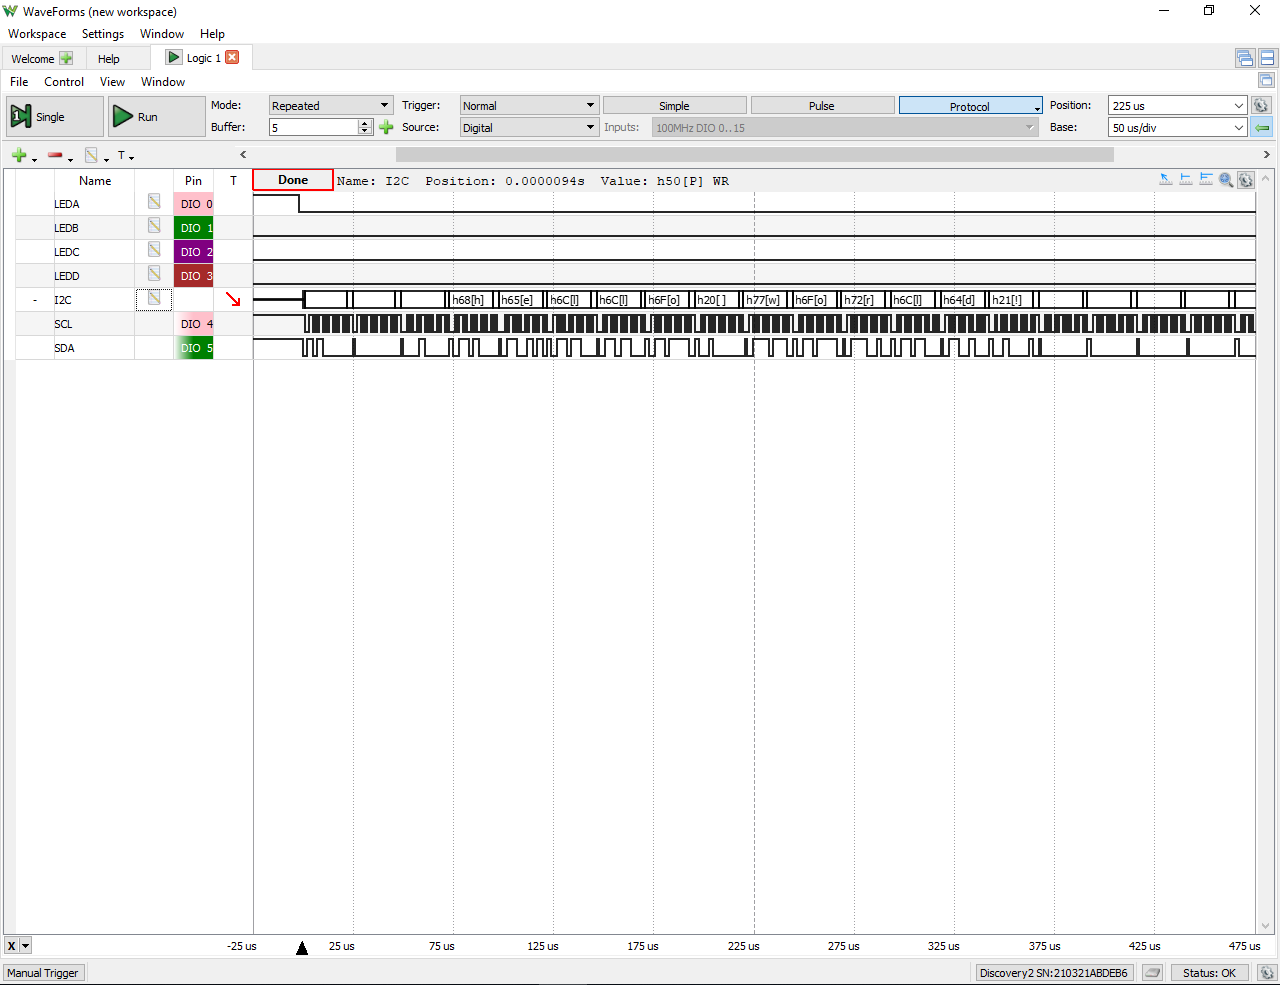 WaveForms (new workspace)
Workspace Settings Window Help
Welcome Help Logic 1
File Control View Window
Single Run Mode: Repeated Trigger: Normal Simple Pulse Protocol Position: 225 us
Buffer: 5 Source: Digital Inputs: 100MHz DIO 0..15 Base: 50 us/div
T
Name Pin T Done Name: I2C Position: 0.0000094s Value: h50[P] WR
LEDA DIO 0
LEDB DIO 1
LEDC DIO 2
LEDD DIO 3
- I2C h68[h] h65[e] h6C[l] h6C[l] h6F[o] h20[ ] h77[w] h6F[o] h72[r] h6C[l] h64[d] h21[!]
SCL DIO 4
SDA DIO 5
X -25 us 25 us 75 us 125 us 175 us 225 us 275 us 325 us 375 us 425 us 475 us
Manual Trigger Discovery2 SN:210321ABDEB6 Status: OK